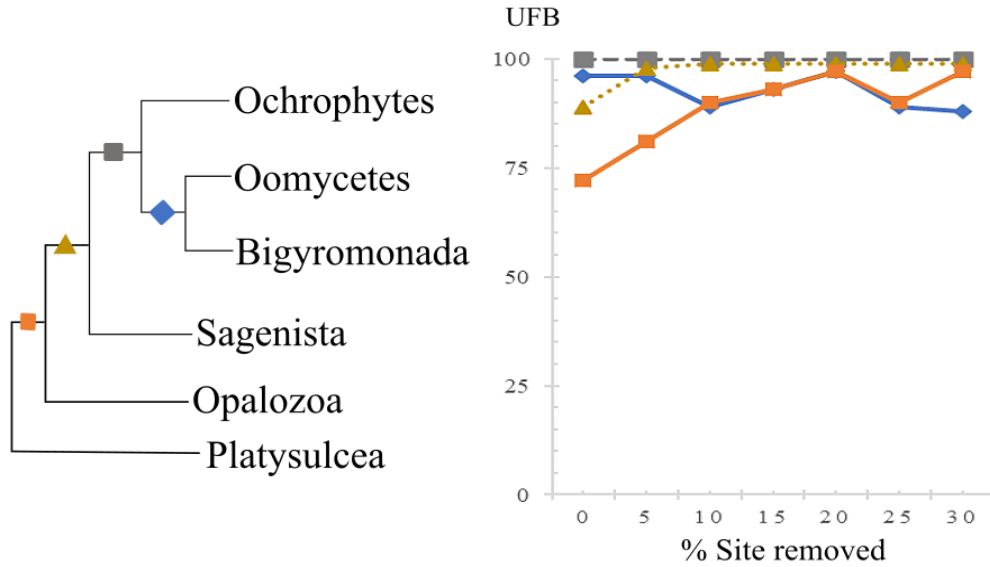 UFB
Ochrophytes
Oomycetes
Bigyromonada
Sagenista
Opalozoa
Platysulcea
100
75
50
25
0
0 5 10 15 20 25 30
% Site removed